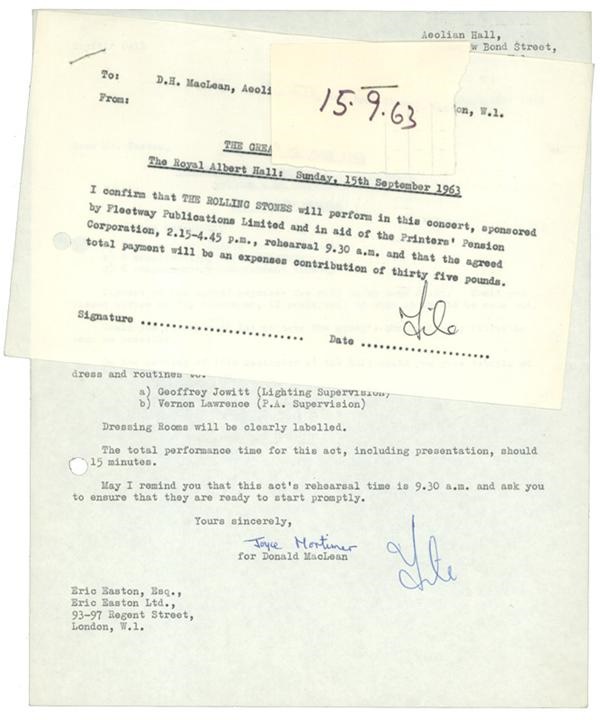 Aeolian Hall,
Bond Street,
To: D.H. MacLean,
15.9.63
From:
W.1.
THE
The Royal Albert Hall: Sunday, 15th September 1963
I confirm that THE ROLLING STONES will perform in this concert, sponsored
by Fleetway Publications Limited and in aid of the Printers' Pension
Corporation, 2.15-4.45 p.m., rehearsal 9.30 a.m. and that the agreed
total payment will be an expenses contribution of thirty five pounds.
File
Signature ........................ Date ...................
dress and routines to:
a) Geoffrey Jowitt (Lighting Supervision)
b) Vernon Lawrence (P.A. Supervision)
Dressing Rooms will be clearly labelled.
The total performance time for this act, including presentation, should
15 minutes.
May I remind you that this act's rehearsal time is 9.30 a.m. and ask you
to ensure that they are ready to start promptly.
Yours sincerely,
Joyce Mortimer
for Donald MacLean
File
Eric Easton, Esq.,
Eric Easton Ltd.,
93-97 Regent Street,
London, W.1.